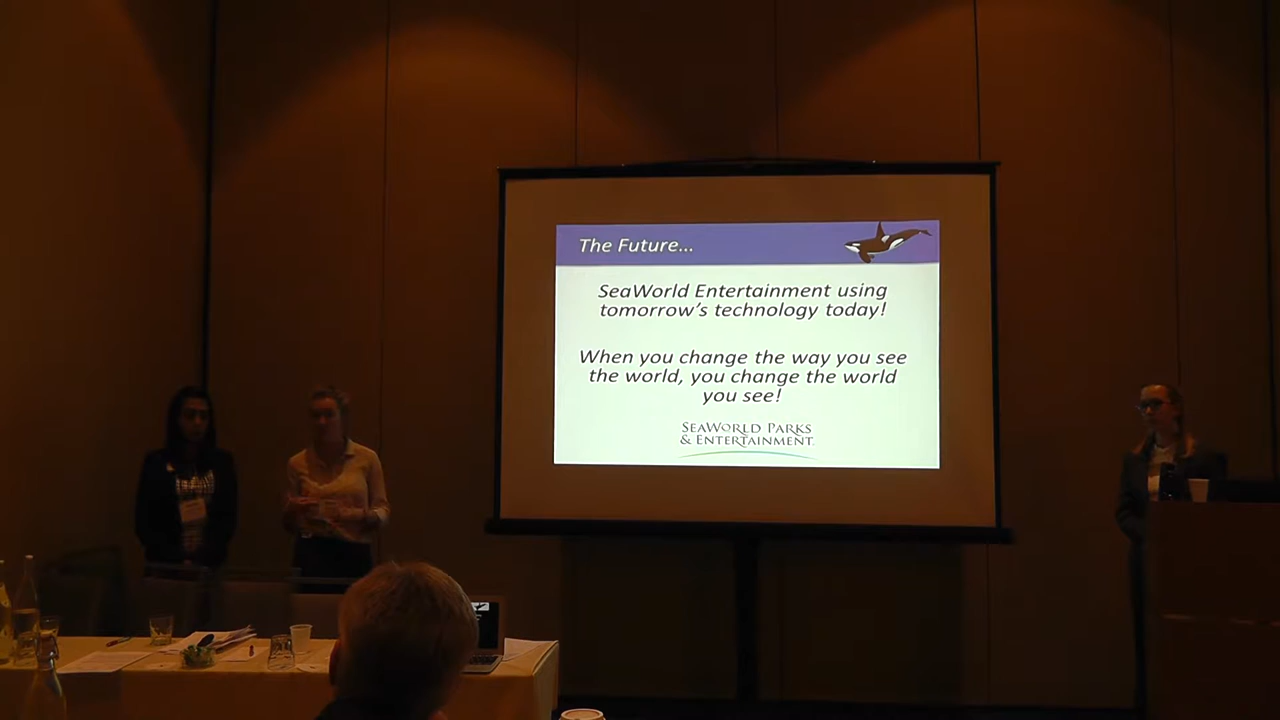 The Future...
SeaWorld Entertainment using
tomorrow's technology today!
When you change the way you see
the world, you change the world
you see!
SEAWORLD PARKS
& ENTERTAINMENT.